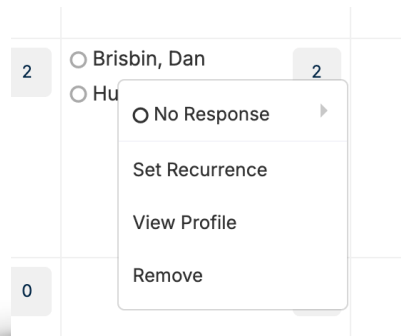 2
Brisbin, Dan
2
Hu
No Response
Set Recurrence
View Profile
Remove
0